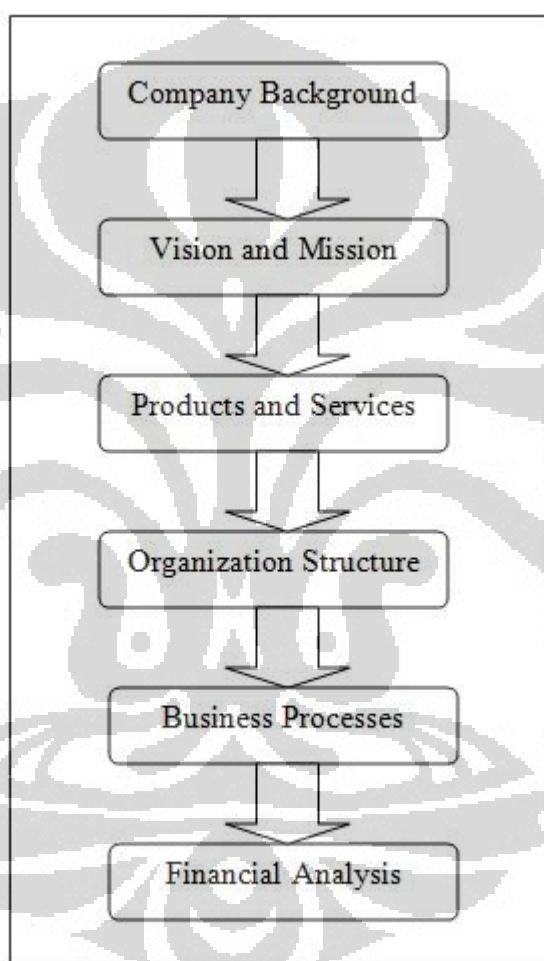 Company Background
Vision and Mission
Products and Services
Organization Structure
Business Processes
Financial Analysis